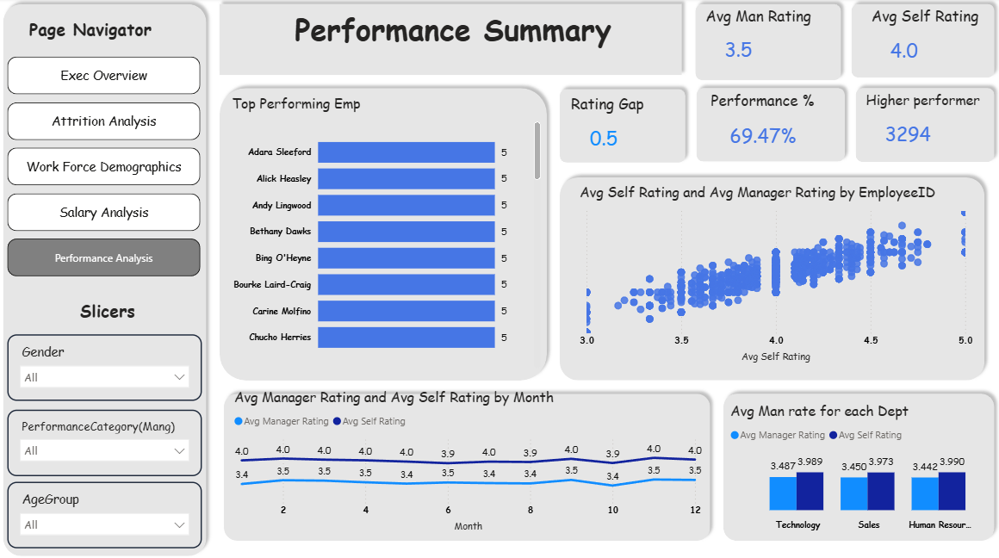 Page Navigator
Exec Overview
Attrition Analysis
Work Force Demographics
Salary Analysis
Performance Analysis
Slicers
Gender
All
PerformanceCategory(Mang)
All
AgeGroup
All
Performance Summary
Avg Man Rating
3.5
Avg Self Rating
4.0
Top Performing Emp
Adara Sleeford 5
Alick Heasley 5
Andy Lingwood 5
Bethany Dawks 5
Bing O'Heyne 5
Bourke Laird-Craig 5
Carine Molfino 5
Chucho Herries 5
Rating Gap
0.5
Performance %
69.47%
Higher performer
3294
Avg Self Rating and Avg Manager Rating by EmployeeID
3.0 3.5 4.0 4.5 5.0
Avg Self Rating
Avg Manager Rating and Avg Self Rating by Month
Avg Manager Rating Avg Self Rating
4.0 4.0 4.0 4.0 4.0 3.9 4.0 3.9 4.0 3.9 4.0 4.0
3.4 3.5 3.5 3.5 3.4 3.5 3.4 3.4 3.5 3.4 3.5 3.5
2 4 6 8 10 12
Month
Avg Man rate for each Dept
Avg Manager Rating Avg Self Rating
3.487 3.989 3.450 3.973 3.442 3.990
Technology Sales Human Resour...